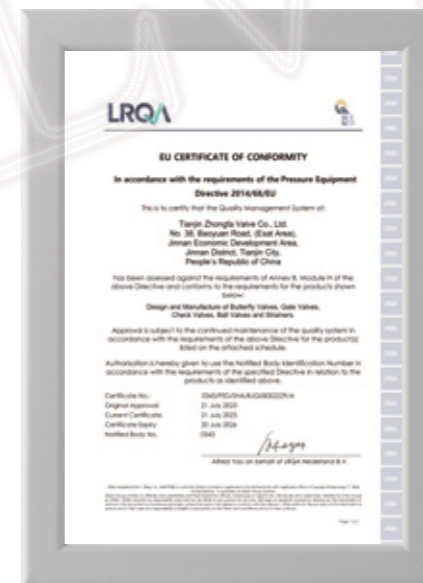 LRQA
EU CERTIFICATE OF CONFORMITY
In accordance with the requirements of the Pressure Equipment
Directive 2014/68/EU
This is to certify that the Quality Management System of:
Tianjin Zhongfa Valve Co., Ltd.
No. 38, Baoyuan Road, (Esat Area),
Jinnan Economic Development Area,
Jinnan District, Tianjin City,
People's Republic of China
has been assessed against the requirements of Annex III, Module H of the
above Directive and conforms to the requirements for the products shown
below:
Design and Manufacture of Butterfly Valves, Gate Valves,
Check Valves, Ball Valves and Strainers.
Approval is subject to the continued maintenance of the quality system in
accordance with the requirements of the above Directive for the product(s)
listed on the attached schedule.
Authorisation is hereby given to use the Notified Body Identification Number in
accordance with the requirements of the specified Directive in relation to the
products as identified above.
Certificate No.:
Original Approval: 21 July 2023
Current Certificate: 21 July 2023
Certificate Expiry: 20 July 2026
Notified Body No. 0343
Alfred You on behalf of LRQA Nederland B.V.
Page 1 of 2